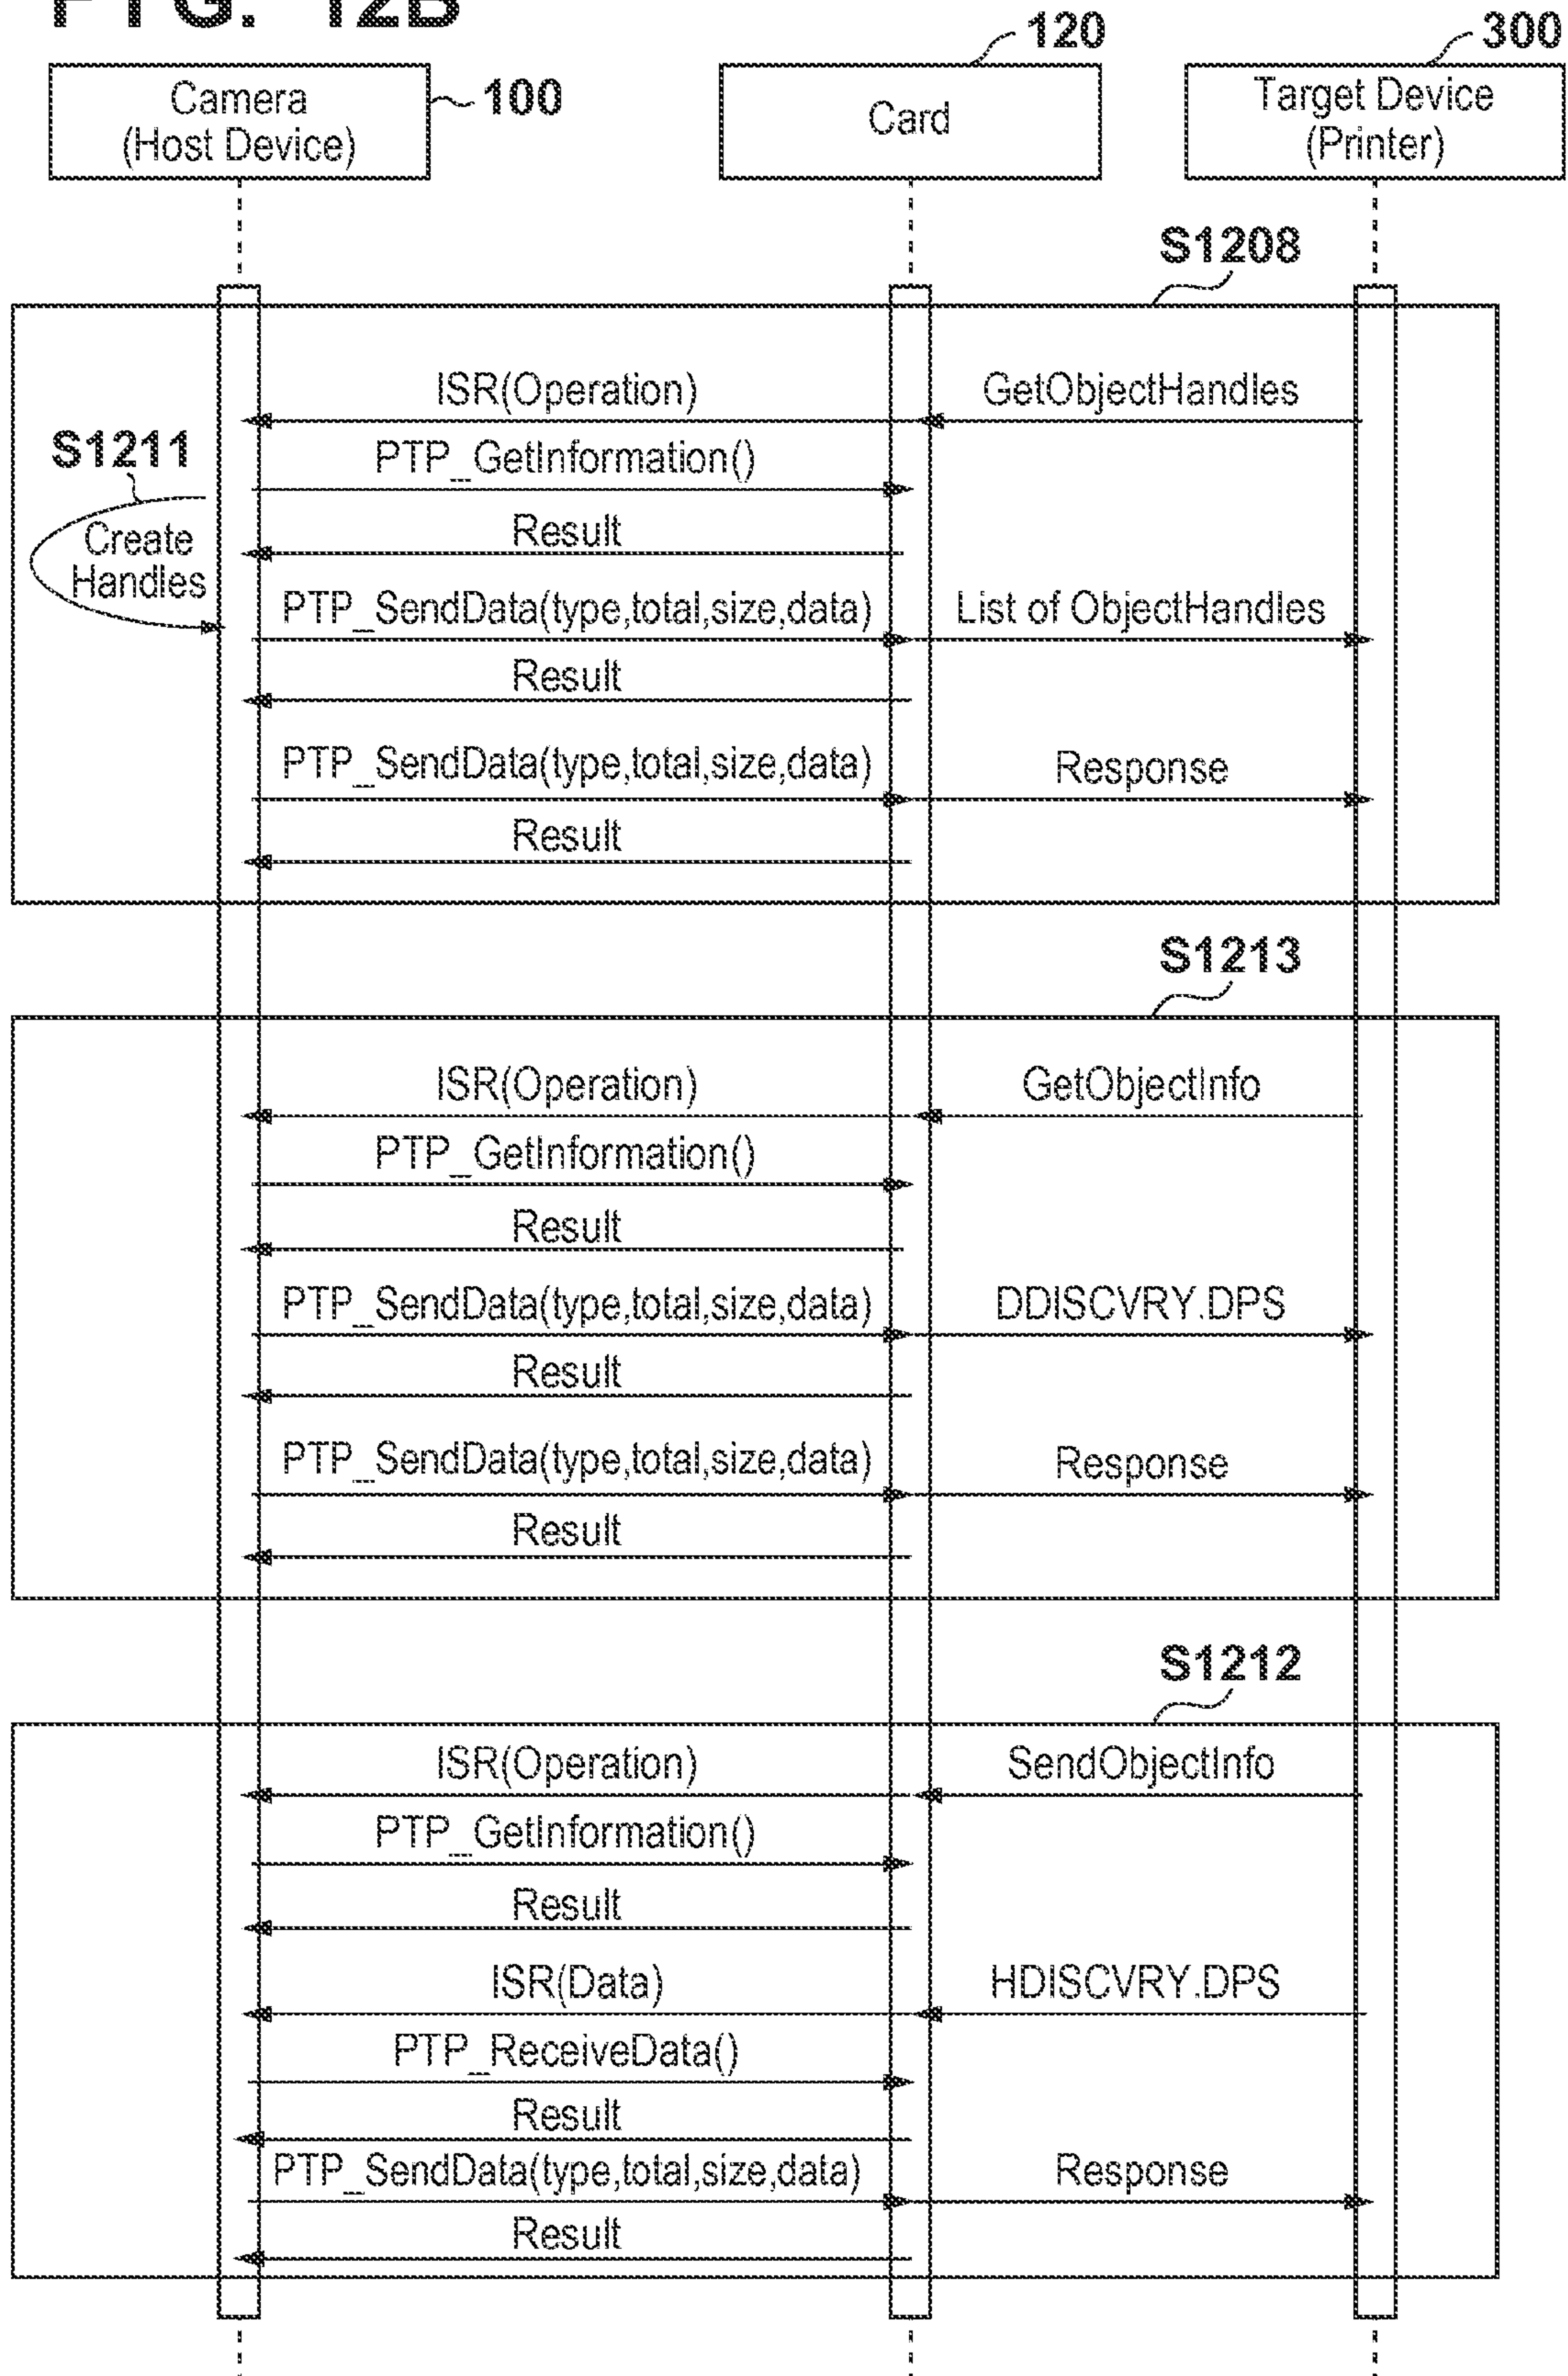 FIG. 12B
120
300
Camera
(Host Device)
100
Card
Target Device
(Printer)
S1208
ISR(Operation)
GetObjectHandles
S1211
PTP_GetInformation()
Create
Handles
Result
PTP_SendData(type,total,size,data)
List of ObjectHandles
Result
PTP_SendData(type,total,size,data)
Response
Result
S1213
ISR(Operation)
GetObjectInfo
PTP_GetInformation()
Result
PTP_SendData(type,total,size,data)
DDISCVRY.DPS
Result
PTP_SendData(type,total,size,data)
Response
Result
S1212
ISR(Operation)
SendObjectInfo
PTP_GetInformation()
Result
ISR(Data)
HDISCVRY.DPS
PTP_ReceiveData()
Result
PTP_SendData(type,total,size,data)
Response
Result